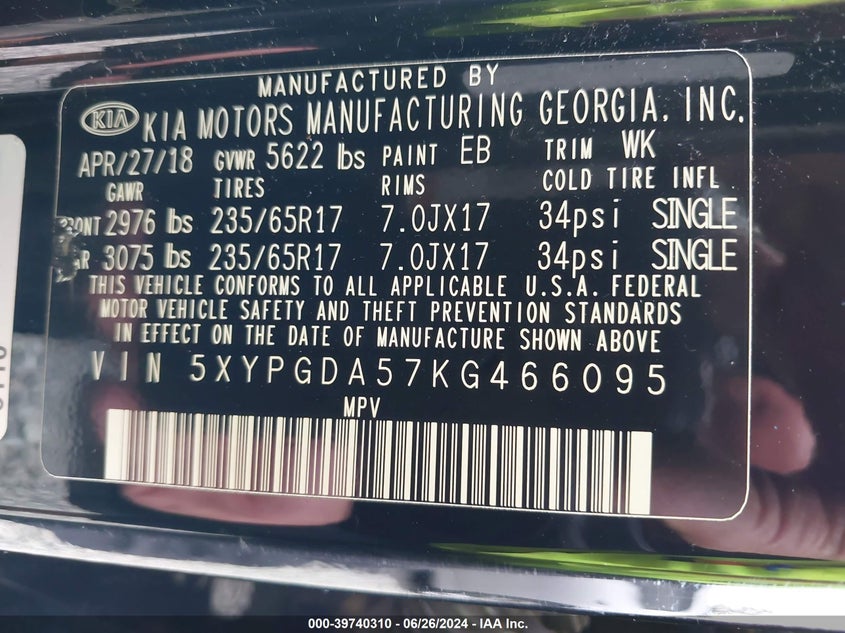 MANUFACTURED BY
KIA KIA MOTORS MANUFACTURING GEORGIA, INC.
APR/27/18 GVWR 5622 lbs PAINT EB TRIM WK
GAWR TIRES RIMS COLD TIRE INFL
2976 lbs 235/65R17 7.0JX17 34psi SINGLE
3075 lbs 235/65R17 7.0JX17 34psi SINGLE
THIS VEHICLE CONFORMS TO ALL APPLICABLE U.S.A. FEDERAL
MOTOR VEHICLE SAFETY AND THEFT PREVENTION STANDARDS
IN EFFECT ON THE DATE OF MANUFACTURE SHOWN ABOVE
VIN 5XYPGDA57KG466095
MPV
000-39740310 - 06/26/2024 - IAA Inc.